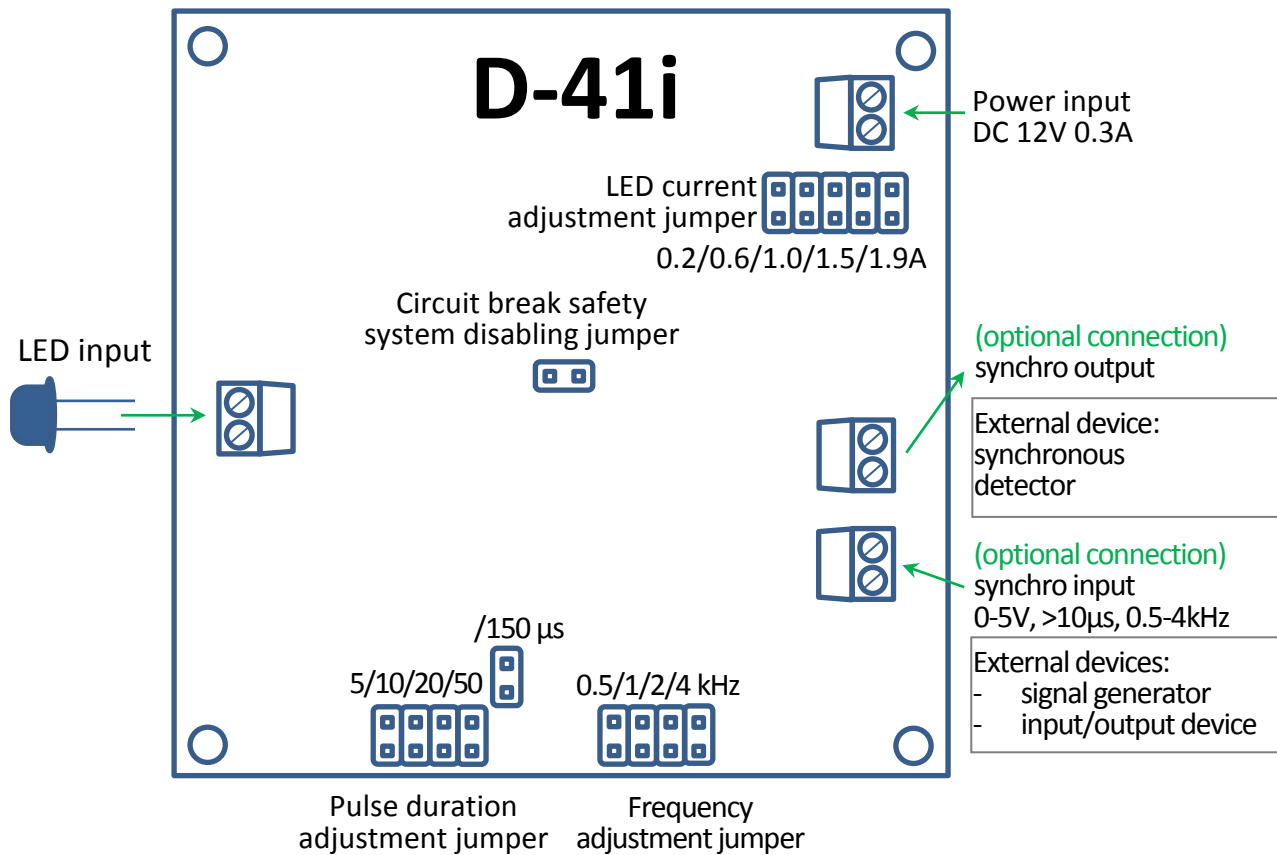 D-41i
Power input
DC 12V 0.3A
LED current
adjustment jumper
0.2/0.6/1.0/1.5/1.9A
Circuit break safety
system disabling jumper
LED input
(optional connection)
synchro output
External device:
synchronous
detector
(optional connection)
synchro input
0-5V, >10μs, 0.5-4kHz
External devices:
- signal generator
- input/output device
/150 μs
5/10/20/50
0.5/1/2/4 kHz
Pulse duration
adjustment jumper
Frequency
adjustment jumper